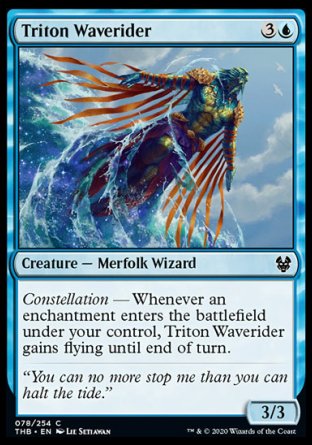 Triton Waverider 3
Creature — Merfolk Wizard
Constellation — Whenever an
enchantment enters the battlefield
under your control, Triton Waverider
gains flying until end of turn.
“You can no more stop me than you can
halt the tide.”
3/3
078/254 C
THB • EN Lie Setiawan
™ & © 2020 Wizards of the Coast